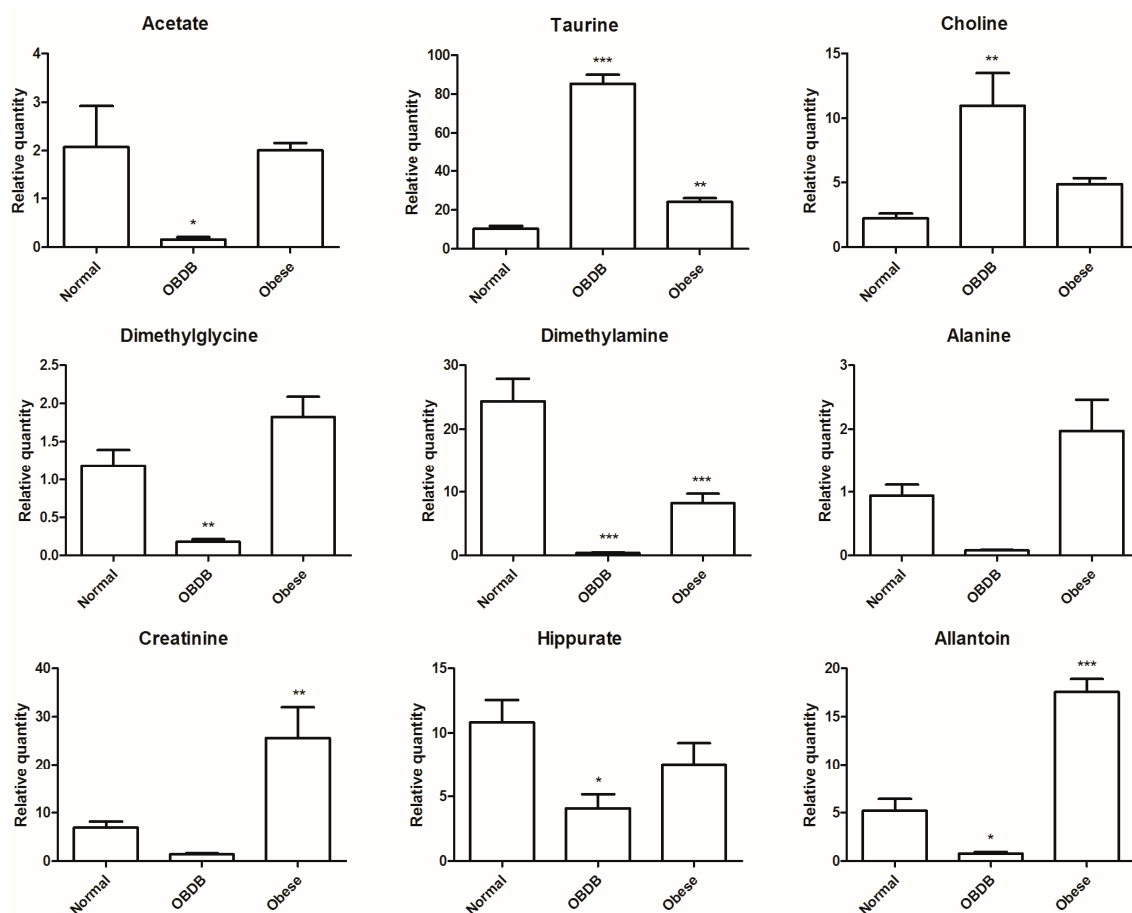 Acetate
Relative quantity
4
3
2
1
0
*
Normal
OBDB
Obese
Taurine
Relative quantity
100
80
60
40
20
0
***
**
Normal
OBDB
Obese
Choline
Relative quantity
15
10
5
0
**
Normal
OBDB
Obese
Dimethylglycine
Relative quantity
2.5
2.0
1.5
1.0
0.5
0.0
**
Normal
OBDB
Obese
Dimethylamine
Relative quantity
30
20
10
0
***
***
Normal
OBDB
Obese
Alanine
Relative quantity
3
2
1
0
Normal
OBDB
Obese
Creatinine
Relative quantity
40
30
20
10
0
**
Normal
OBDB
Obese
Hippurate
Relative quantity
15
10
5
0
*
Normal
OBDB
Obese
Allantoin
Relative quantity
20
15
10
5
0
*
***
Normal
OBDB
Obese